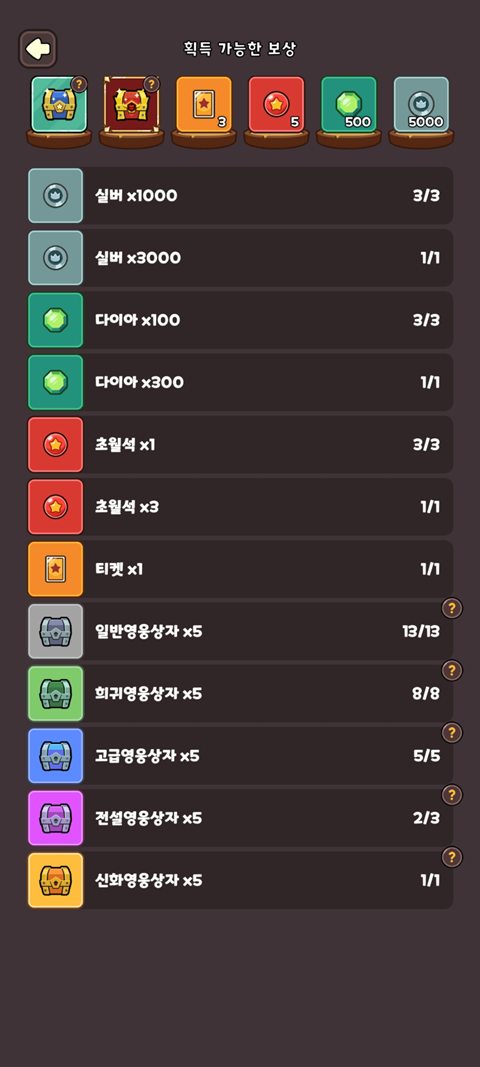 획득 가능한 보상
? ? 3 5 500 5000
실버 x1000 3/3
실버 x3000 1/1
다이아 x100 3/3
다이아 x300 1/1
초월석 x1 3/3
초월석 x3 1/1
티켓 x1 1/1
?
일반영웅상자 x5 13/13
?
희귀영웅상자 x5 8/8
?
고급영웅상자 x5 5/5
?
전설영웅상자 x5 2/3
?
신화영웅상자 x5 1/1